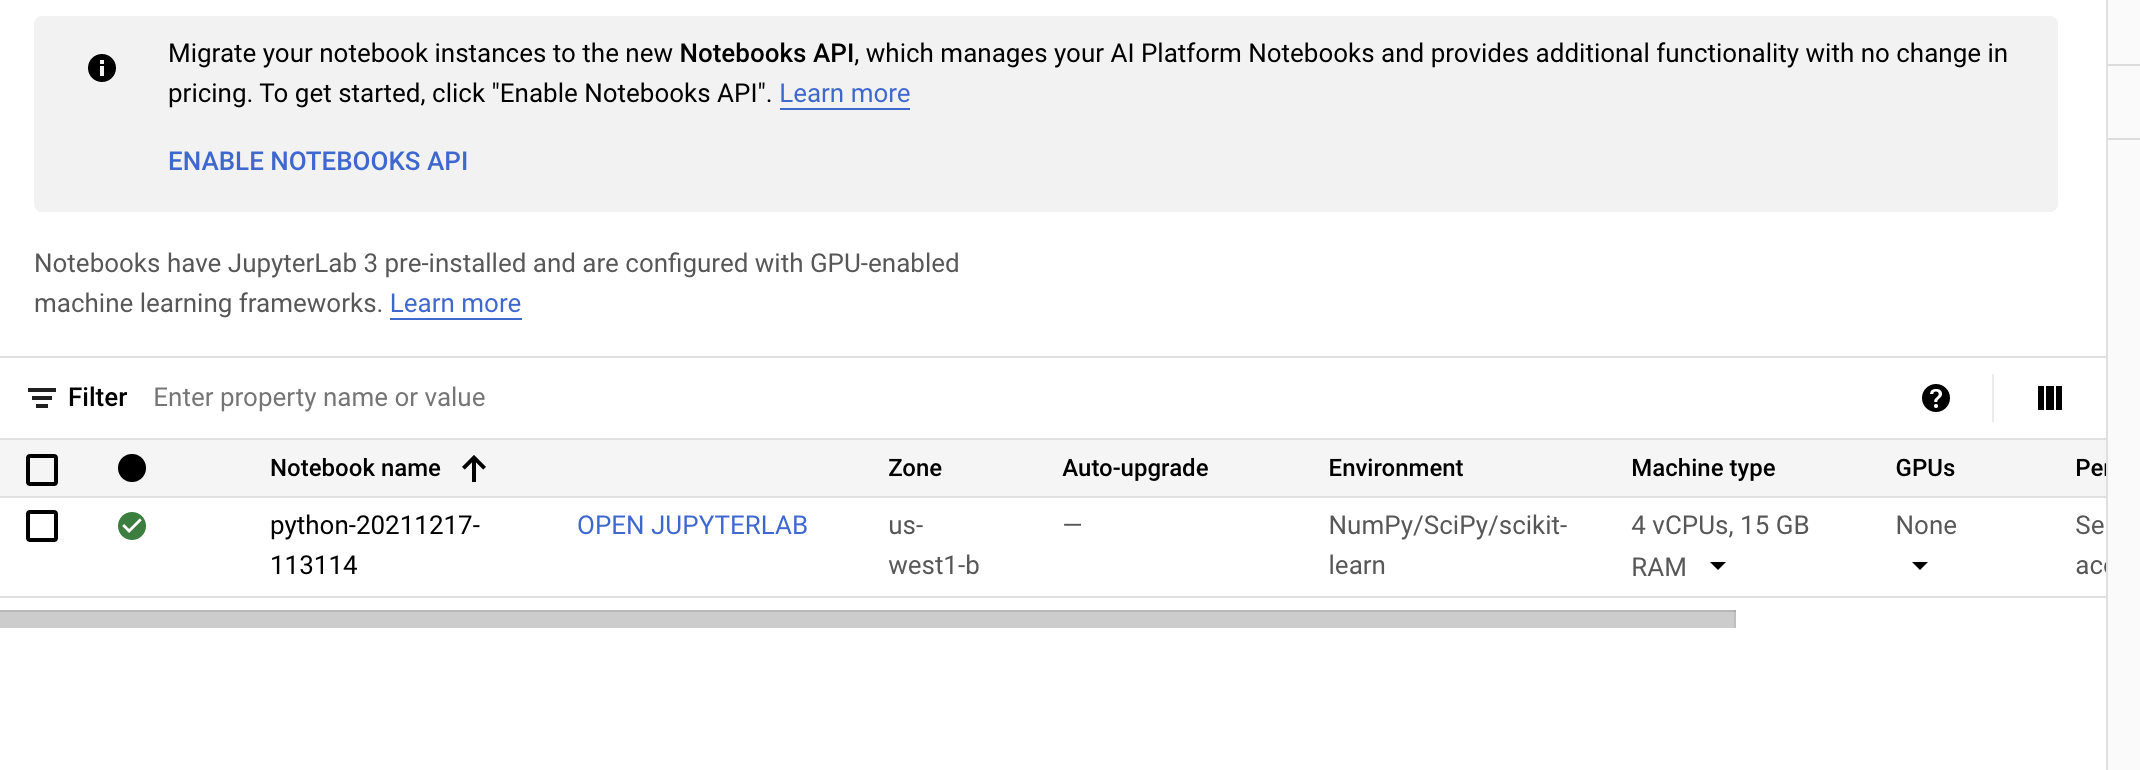 Migrate your notebook instances to the new Notebooks API, which manages your AI Platform Notebooks and provides additional functionality with no change in
pricing. To get started, click "Enable Notebooks API". Learn more
ENABLE NOTEBOOKS API
Notebooks have JupyterLab 3 pre-installed and are configured with GPU-enabled
machine learning frameworks. Learn more
Filter Enter property name or value
Notebook name Zone Auto-upgrade Environment Machine type GPUs
python-20211217- OPEN JUPYTERLAB us- — NumPy/SciPy/scikit- 4 vCPUs, 15 GB None
113114 west1-b learn RAM